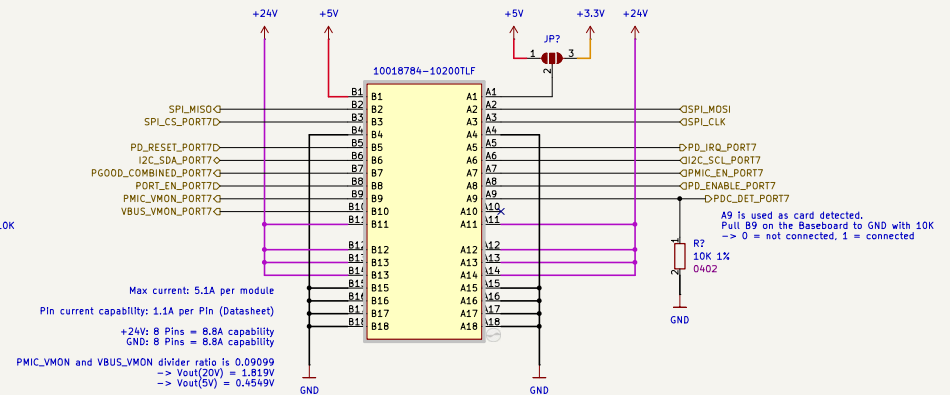 +24V +5V +5V +3.3V +24V
JP?
1 3
2
10018784-10200TLF
B1 B1 A1 A1
SPI_MISO B2 B2 A2 A2 SPI_MOSI
SPI_CS_PORT7 B3 B3 A3 A3 SPI_CLK
B4 B4 A4 A4
PD_RESET_PORT7 B5 B5 A5 A5 PD_IRQ_PORT7
I2C_SDA_PORT7 B6 B6 A6 A6 I2C_SCL_PORT7
PGOOD_COMBINED_PORT7 B7 B7 A7 A7 PMIC_EN_PORT7
PORT_EN_PORT7 B8 B8 A8 A8 PD_ENABLE_PORT7
PMIC_VMON_PORT7 B9 B9 A9 A9 PDC_DET_PORT7
VBUS_VMON_PORT7 B10 B10 A10 A10
B11 B11 A11 A11
B12 B12 A12 A12
B13 B13 A13 A13
B14 B13 A14 A14
B15 B15 A15 A15
B16 B16 A16 A16
B17 B17 A17 A17
B18 B18 A18 A18
GND GND
10K
A9 is used as card detected.
Pull B9 on the Baseboard to GND with 10K
-> 0 = not connected, 1 = connected
1
R?
10K 1%
0402
2
GND
Max current: 5.1A per module
Pin current capability: 1.1A per Pin (Datasheet)
+24V: 8 Pins = 8.8A capability
GND: 8 Pins = 8.8A capability
PMIC_VMON and VBUS_VMON divider ratio is 0.09099
-> Vout(20V) = 1.819V
-> Vout(5V) = 0.4549V